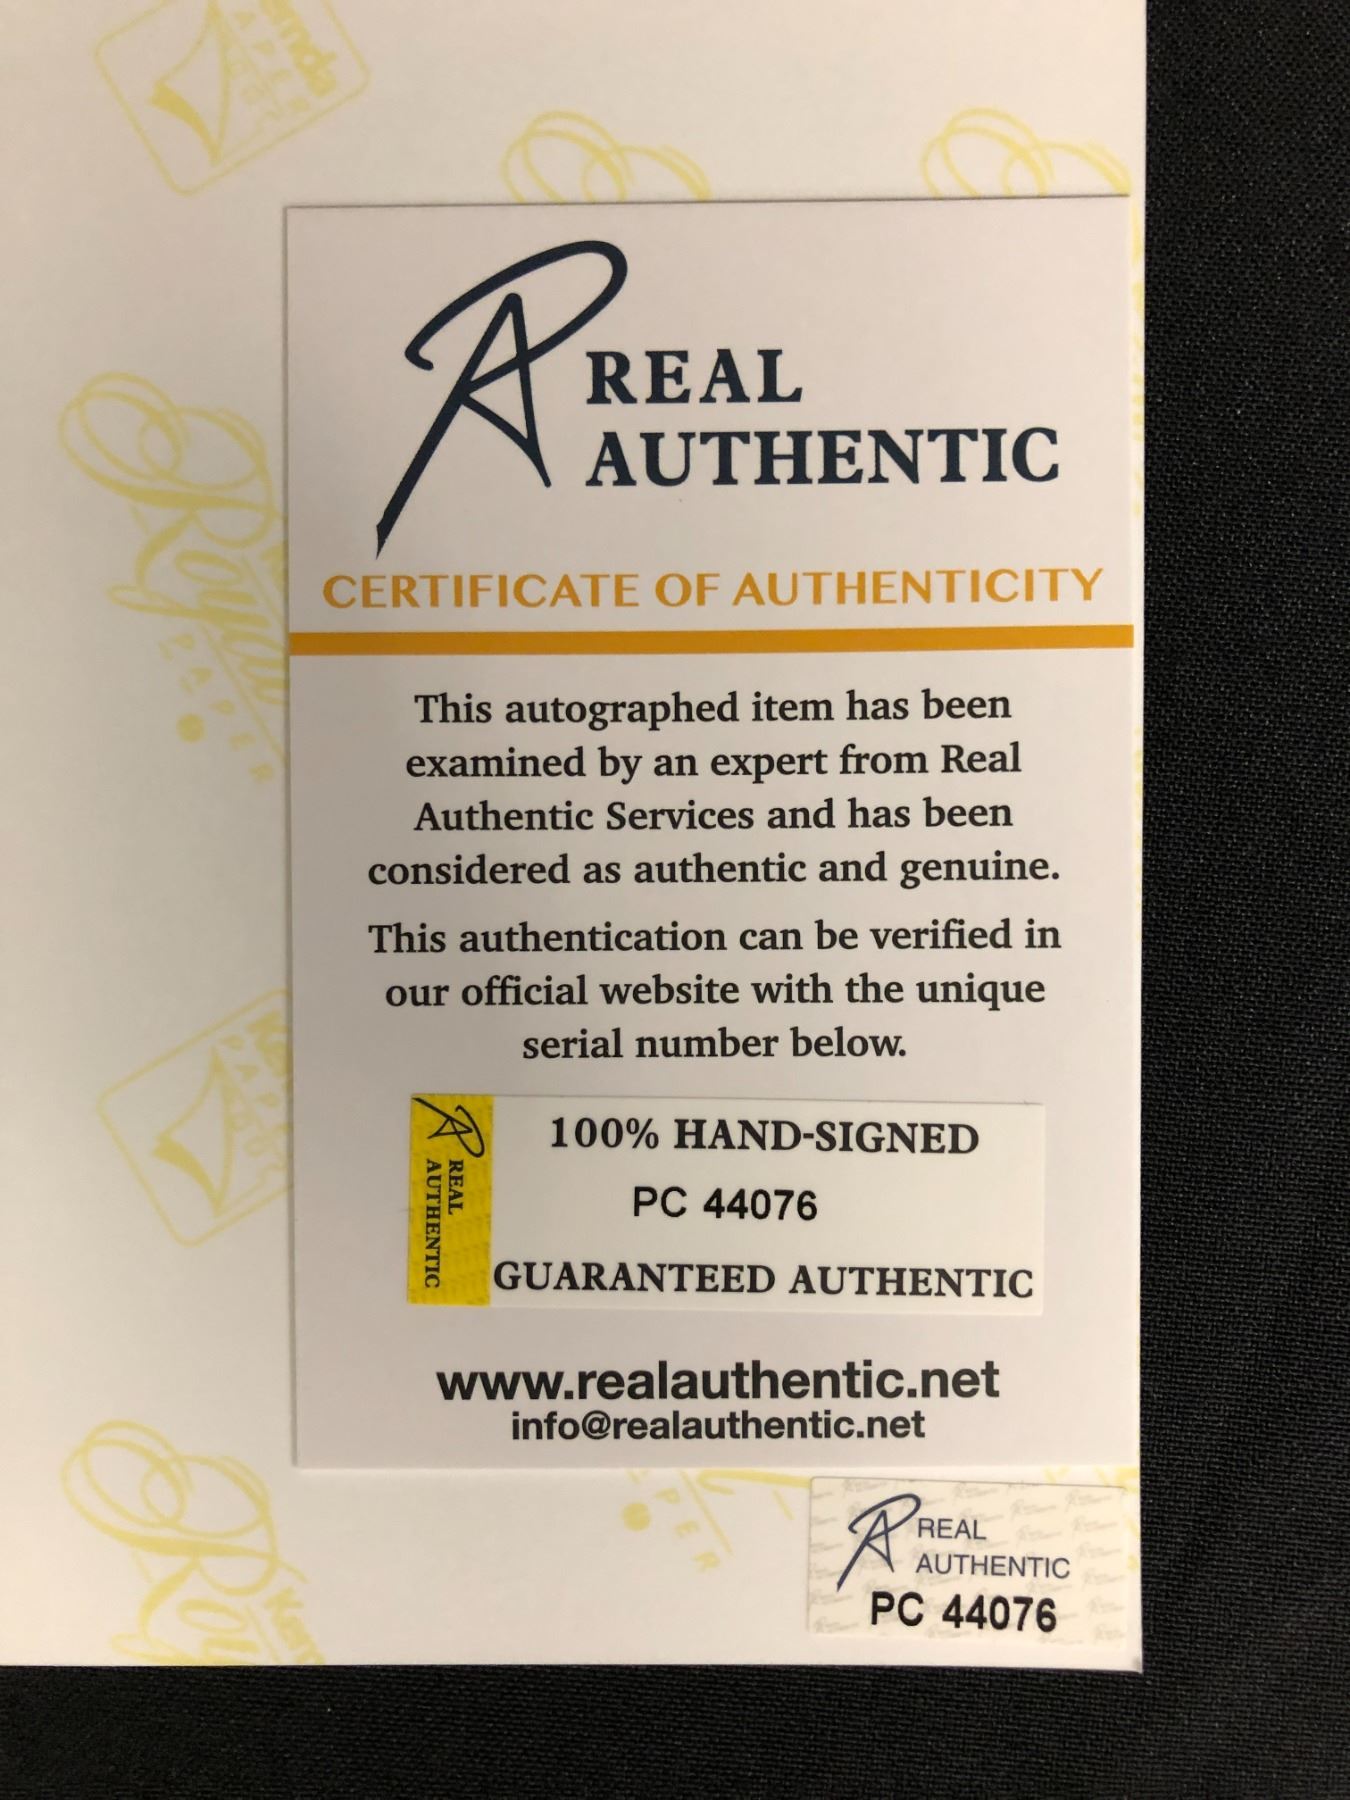 REAL
AUTHENTIC
CERTIFICATE OF AUTHENTICITY
This autographed item has been
examined by an expert from Real
Authentic Services and has been
considered as authentic and genuine.
This authentication can be verified in
our official website with the unique
serial number below.
REAL
AUTHENTIC
100% HAND-SIGNED
PC 44076
GUARANTEED AUTHENTIC
www.realauthentic.net
info@realauthentic.net
REAL
AUTHENTIC
PC 44076
Royal
PAPER